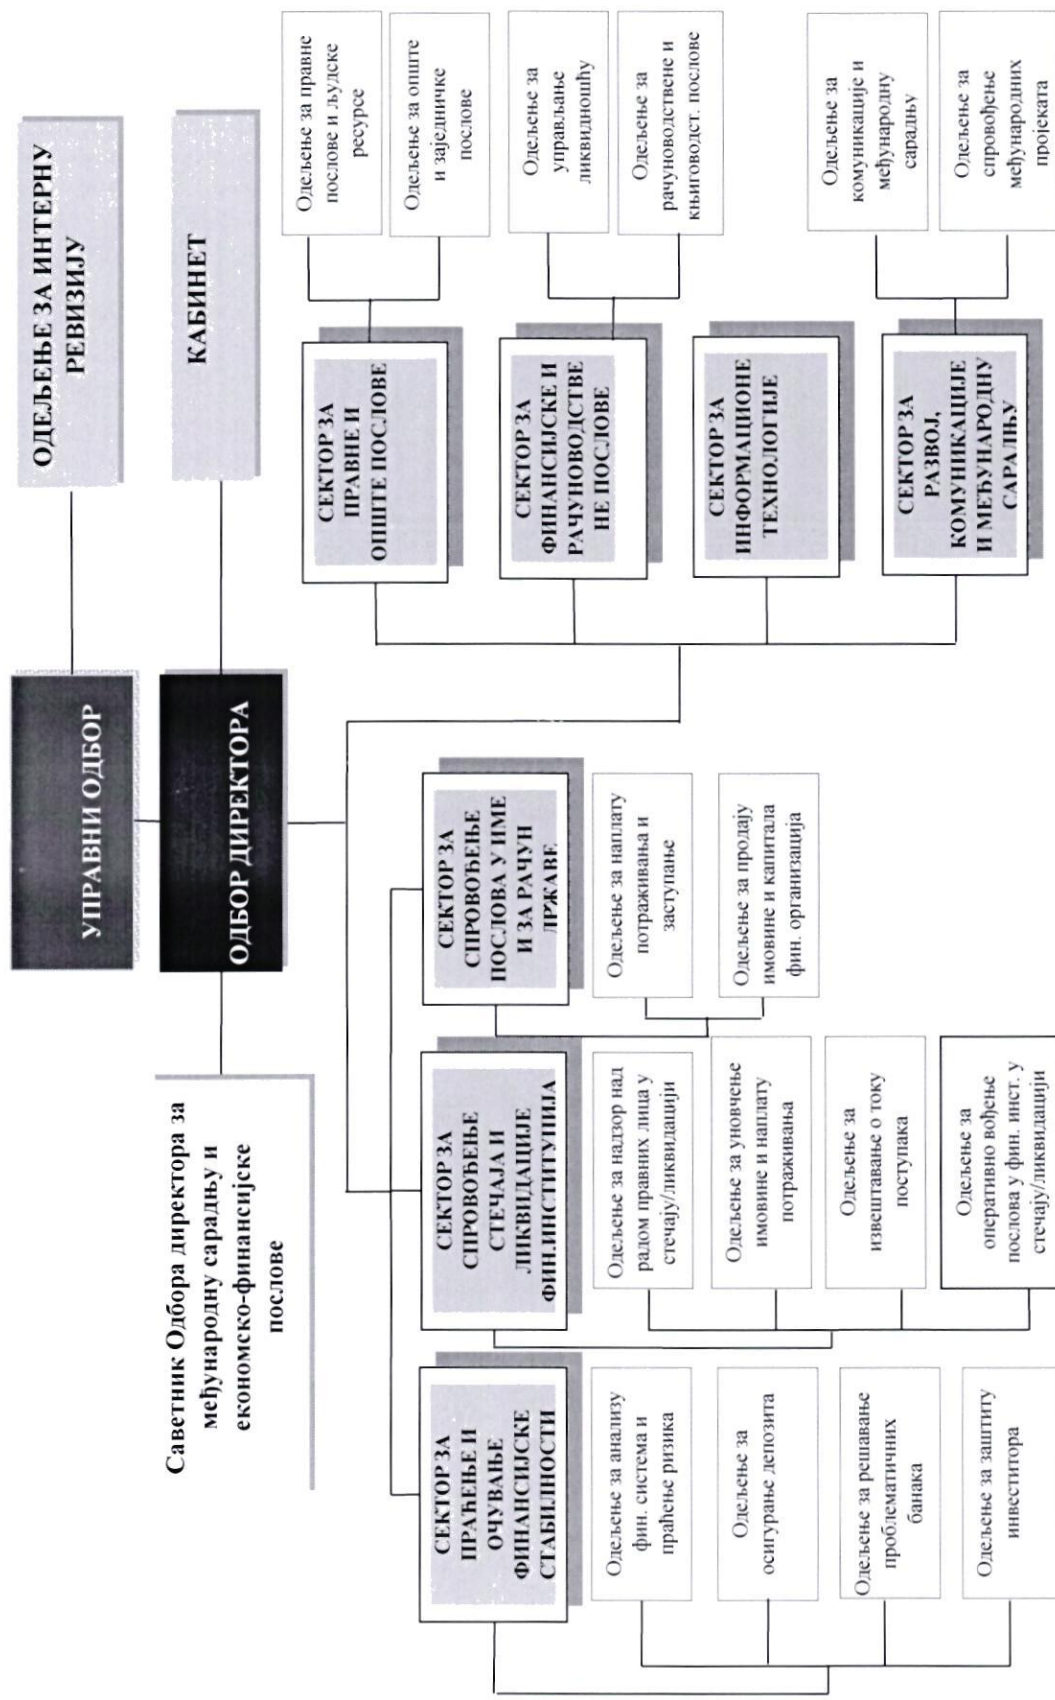 УПРАВНИ ОДБОР
ОДЕЉЕЊЕ ЗА ИНТЕРНУ
РЕВИЗИЈУ
ОДБОР ДИРЕКТОРА
КАБИНЕТ
Саветник Одбора директора за
међународну сарадњу и
економско-финансијске
послове
СЕКТОР ЗА
ПРАЋЕЊЕ И
ОЧУВАЊЕ
ФИНАНСИЈСКЕ
СТАБИЛНОСТИ
Одељење за анализу
фин. система и
праћење ризика
Одељење за
осигурање депозита
Одељење за решавање
проблематичних
банака
Одељење за заштиту
инвеститора
СЕКТОР ЗА
СПРОВОЂЕЊЕ
СТЕЧАЈА И
ЛИКВИДАЦИЈЕ
ФИН.ИНСТИТУЦИЈА
Одељење за надзор над
радом правних лица у
стечају/ликвидацији
Одељење за уновчење
имовине и наплату
потраживања
Одељење за
извештавање о току
поступака
Одељење за
оперативно вођење
послова у фин. инст. у
стечају/ликвидацији
СЕКТОР ЗА
СПРОВОЂЕЊЕ
ПОСЛОВА У ИМЕ
И ЗА РАЧУН
ДРЖАВЕ
Одељење за наплату
потраживања и
заступање
Одељење за продају
имовине и капитала
фин. организација
СЕКТОР ЗА
ПРАВНЕ И
ОПШТЕ ПОСЛОВЕ
Одељење за правне
послове и људске
ресурсе
Одељење за опште
и заједничке
послове
СЕКТОР ЗА
ФИНАНСИЈСКЕ И
РАЧУНОВОДСТВЕ
НЕ ПОСЛОВЕ
Одељење за
управљање
ликвидношћу
Одељење за
рачуноводствене и
књиговодст. послове
СЕКТОР ЗА
ИНФОРМАЦИОНЕ
ТЕХНОЛОГИЈЕ
СЕКТОР ЗА
РАЗВОЈ,
КОМУНИКАЦИЈЕ
И МЕЂУНАРОДНУ
САРАДЊУ
Одељење за
комуникације и
међународну
сарадњу
Одељење за
спровођење
међународних
пројеката